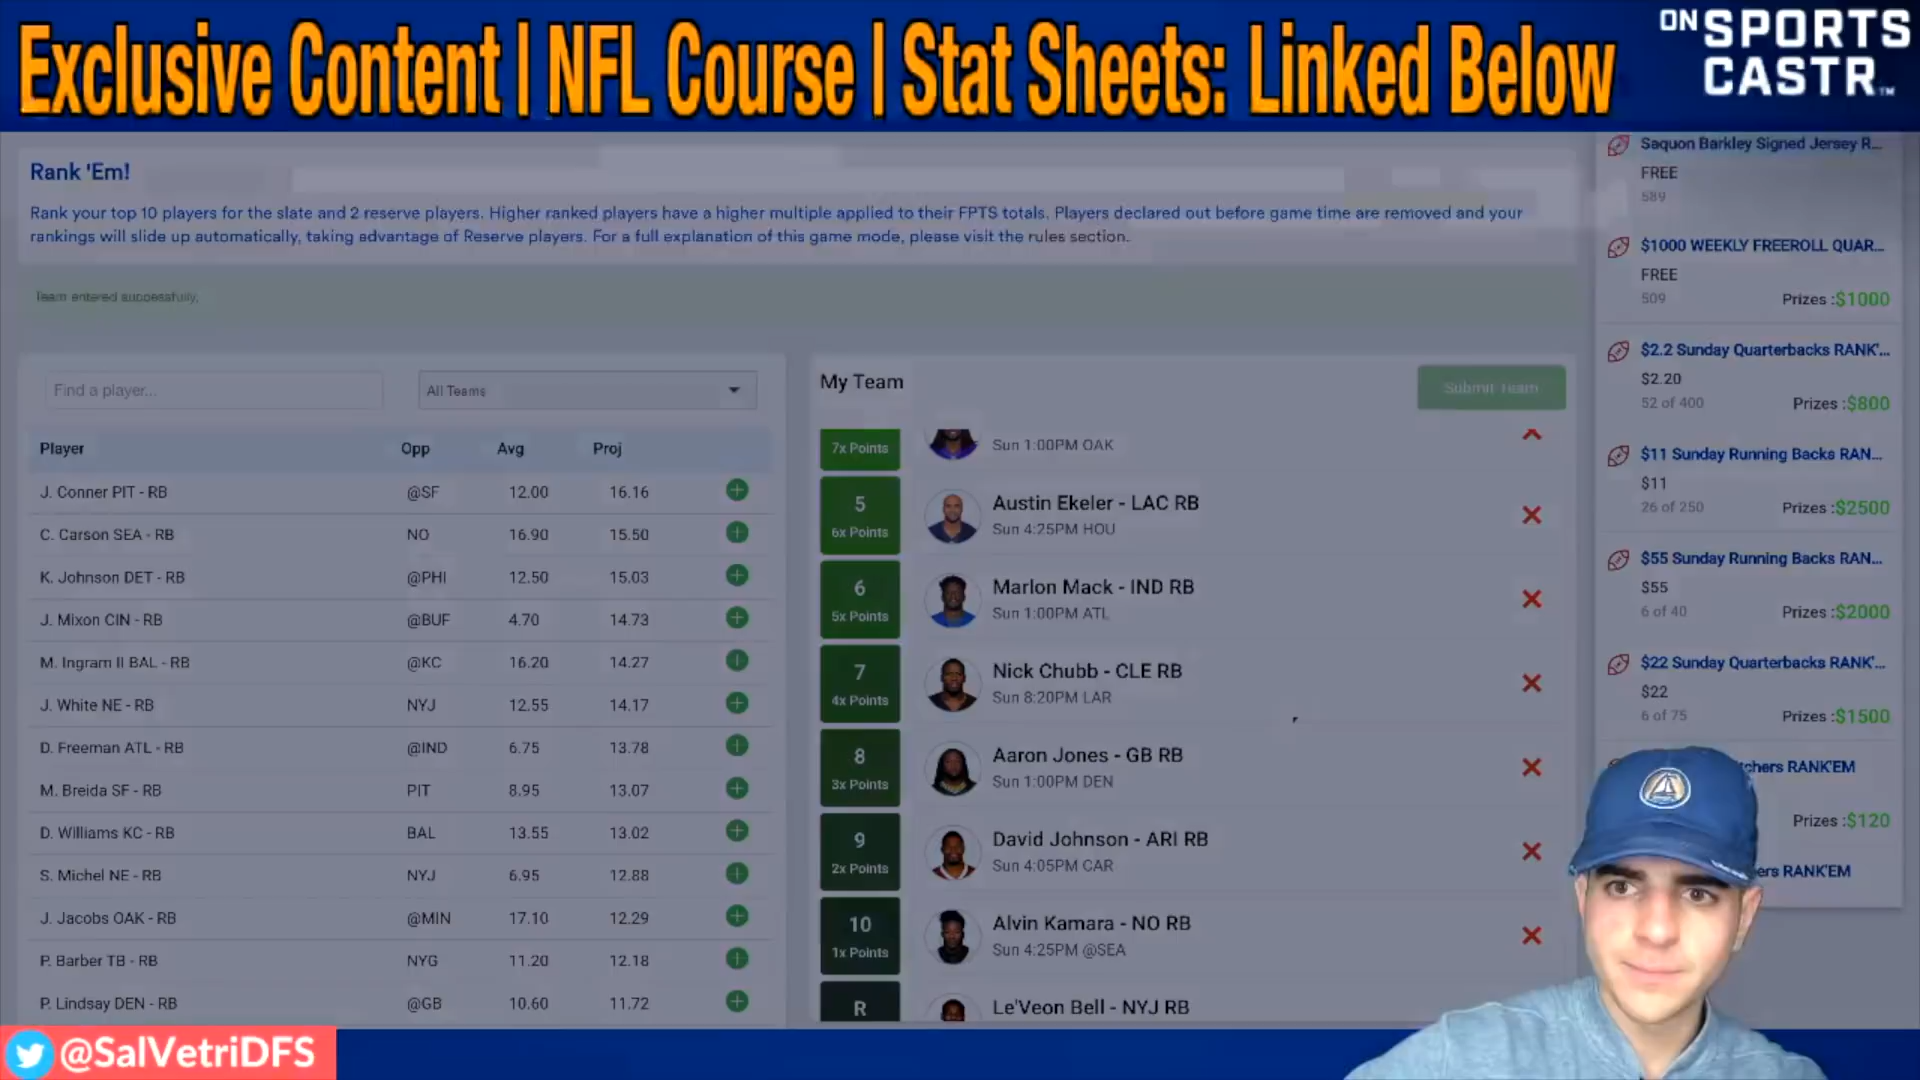 Exclusive Content | NFL Course | Stat Sheets: Linked Below
ON SPORTS
CASTR™
Rank 'Em!
Rank your top 10 players for the slate and 2 reserve players. Higher ranked players have a higher multiple applied to their FPTS totals. Players declared out before game time are removed and your
rankings will slide up automatically, taking advantage of Reserve players. For a full explanation of this game mode, please visit the rules section.
Team entered successfully.
Find a player...
All Teams
Player Opp Avg Proj
J. Conner PIT - RB @SF 12.00 16.16
C. Carson SEA - RB NO 16.90 15.50
K. Johnson DET - RB @PHI 12.50 15.03
J. Mixon CIN - RB @BUF 4.70 14.73
M. Ingram II BAL - RB @KC 16.20 14.27
J. White NE - RB NYJ 12.55 14.17
D. Freeman ATL - RB @IND 6.75 13.78
M. Breida SF - RB PIT 8.95 13.07
D. Williams KC - RB BAL 13.55 13.02
S. Michel NE - RB NYJ 6.95 12.88
J. Jacobs OAK - RB @MIN 17.10 12.29
P. Barber TB - RB NYG 11.20 12.18
P. Lindsay DEN - RB @GB 10.60 11.72
My Team
Submit Team
7x Points
Sun 1:00PM OAK
5
6x Points
Austin Ekeler - LAC RB
Sun 4:25PM HOU
6
5x Points
Marlon Mack - IND RB
Sun 1:00PM ATL
7
4x Points
Nick Chubb - CLE RB
Sun 8:20PM LAR
8
3x Points
Aaron Jones - GB RB
Sun 1:00PM DEN
9
2x Points
David Johnson - ARI RB
Sun 4:05PM CAR
10
1x Points
Alvin Kamara - NO RB
Sun 4:25PM @SEA
R
Le'Veon Bell - NYJ RB
Saquon Barkley Signed Jersey R...
FREE
589
$1000 WEEKLY FREEROLL QUAR...
FREE
509 Prizes :$1000
$2.2 Sunday Quarterbacks RANK'...
$2.20
52 of 400 Prizes :$800
$11 Sunday Running Backs RAN...
$11
26 of 250 Prizes :$2500
$55 Sunday Running Backs RAN...
$55
6 of 40 Prizes :$2000
$22 Sunday Quarterbacks RANK'...
$22
6 of 75 Prizes :$1500
RANK'EM
Prizes :$120
RANK'EM
@SalVetriDFS